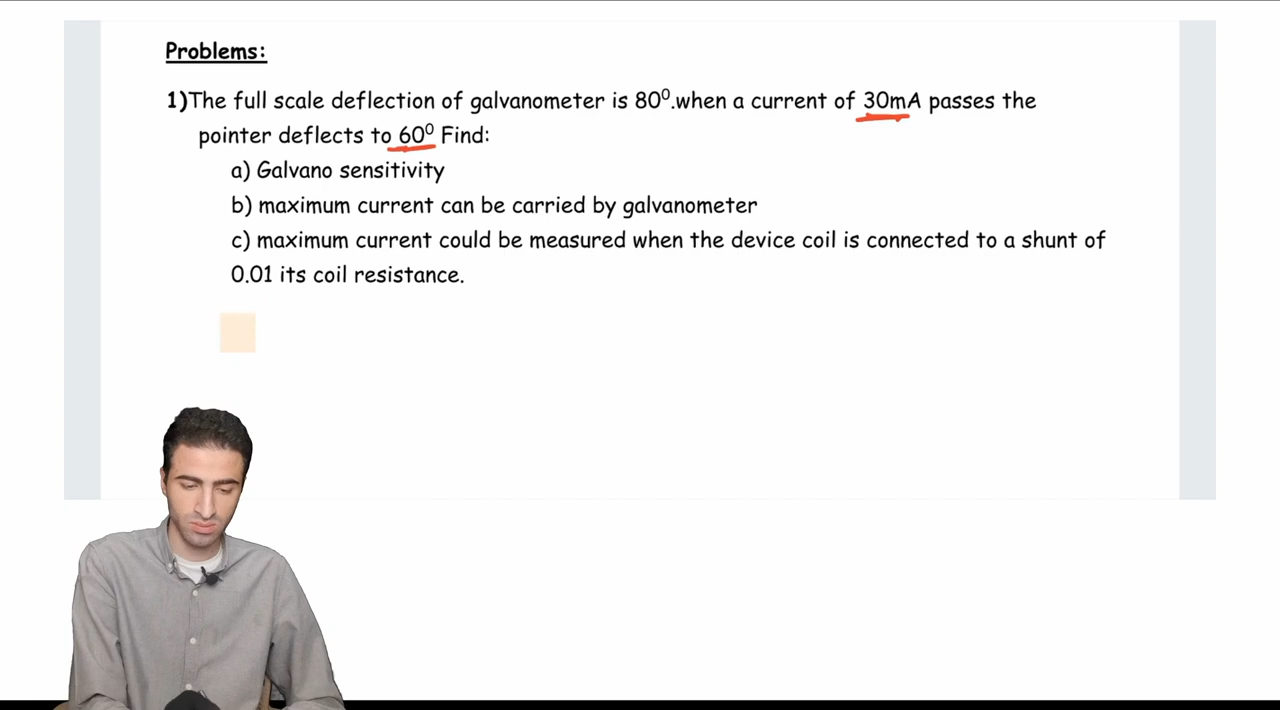 Problems:
1)The full scale deflection of galvanometer is 80⁰.when a current of 30mA passes the
pointer deflects to 60⁰ Find:
a) Galvano sensitivity
b) maximum current can be carried by galvanometer
c) maximum current could be measured when the device coil is connected to a shunt of
0.01 its coil resistance.